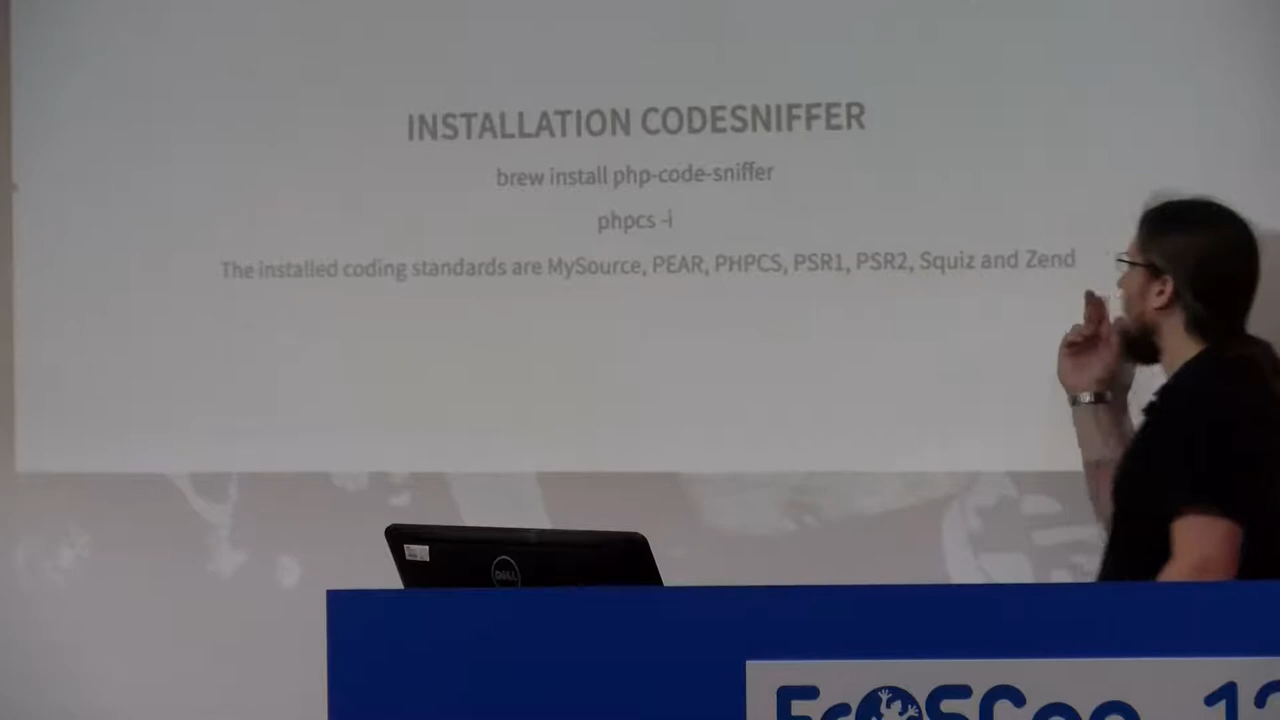 INSTALLATION CODESNIFFER
brew install php-code-sniffer
phpcs -i
The installed coding standards are MySource, PEAR, PHPCS, PSR1, PSR2, Squiz and Zend
DELL
FrOSCon